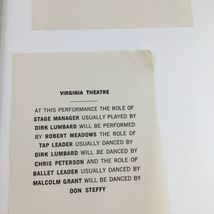 VIRGINIA THEATRE
AT THIS PERFORMANCE THE ROLE OF
STAGE MANAGER USUALLY PLAYED BY
DIRK LUMBARD WILL BE PERFORMED
BY ROBERT MEADOWS THE ROLE OF
TAP LEADER USUALLY DANCED BY
DIRK LUMBARD WILL BE DANCED BY
CHRIS PETERSON AND THE ROLE OF
BALLET LEADER USUALLY DANCED BY
MALCOLM GRANT WILL BE DANCED BY
DON STEFFY